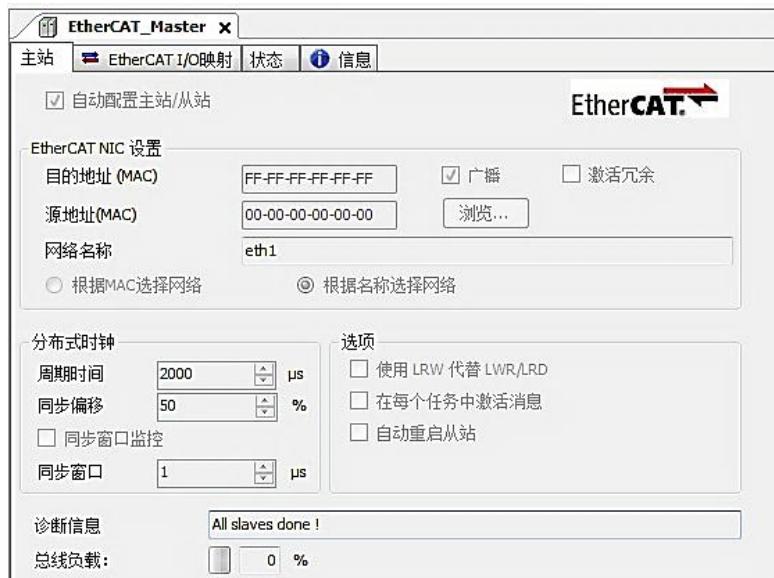 EtherCAT_Master x
主站 EtherCAT I/O映射 状态 信息
自动配置主站/从站
EtherCAT.
EtherCAT NIC 设置
目的地址 (MAC) FF-FF-FF-FF-FF-FF 广播 激活冗余
源地址(MAC) 00-00-00-00-00-00 浏览...
网络名称 eth1
根据MAC选择网络 根据名称选择网络
分布式时钟 选项
周期时间 2000 μs 使用 LRW 代替 LWR/LRD
同步偏移 50 % 在每个任务中激活消息
同步窗口监控 自动重启从站
同步窗口 1 μs
诊断信息 All slaves done !
总线负载: 0 %